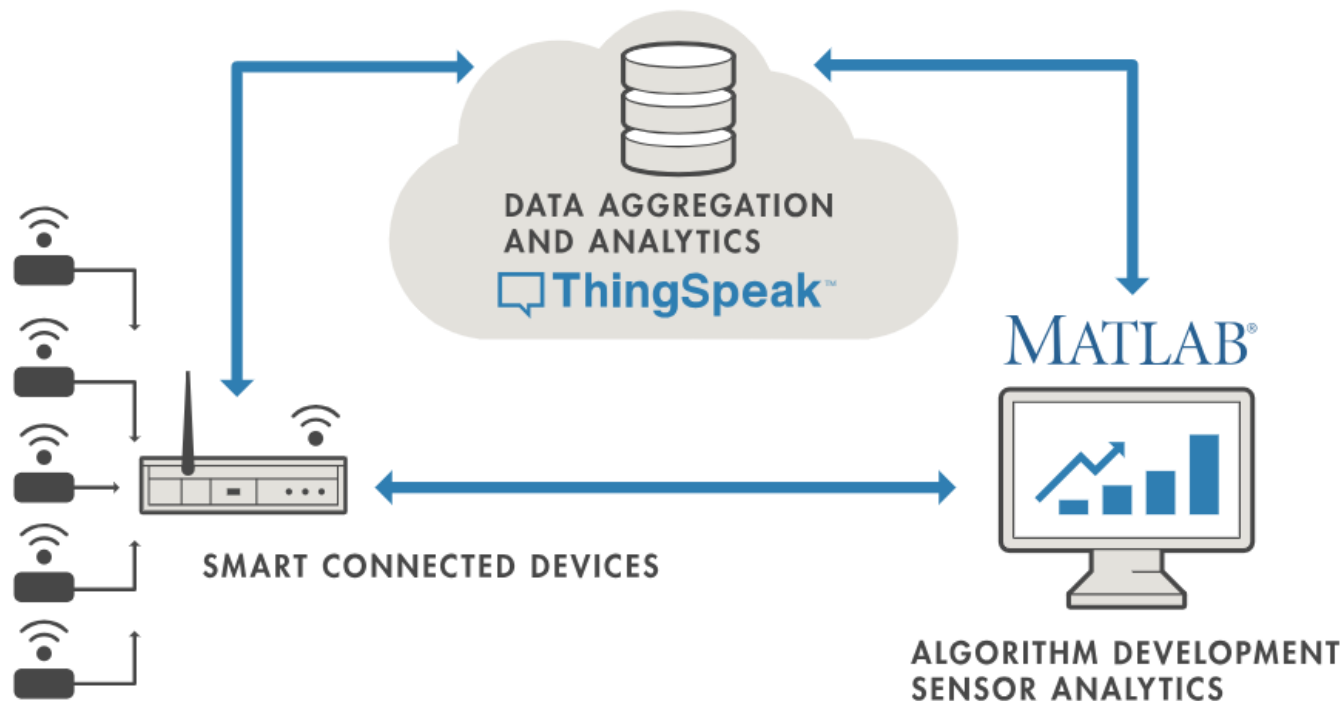 DATA AGGREGATION
AND ANALYTICS
ThingSpeak™
MATLAB®
SMART CONNECTED DEVICES
ALGORITHM DEVELOPMENT
SENSOR ANALYTICS